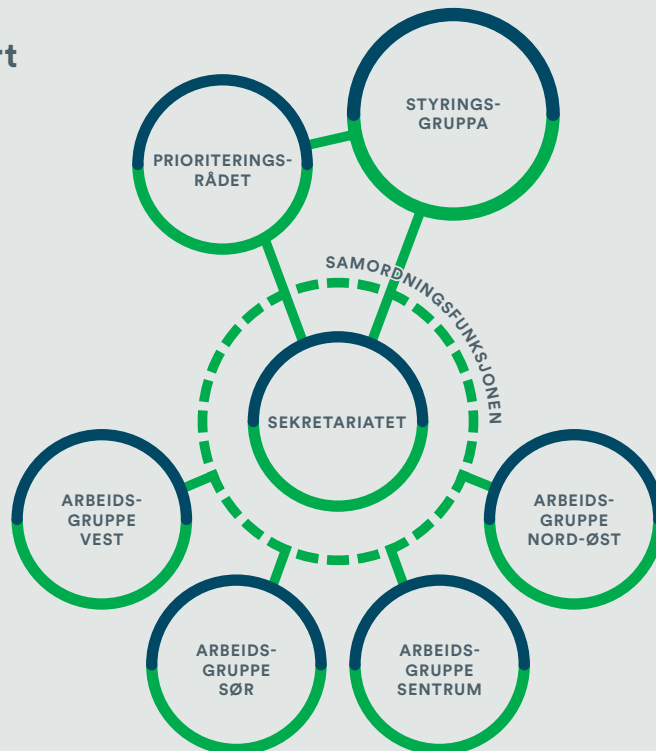 rt
STYRINGS-
GRUPPA
PRIORITERINGS-
RÅDET
SAMORDNINGSFUNKSJONEN
SEKRETARIATET
ARBEIDS-
GRUPPE
VEST
ARBEIDS-
GRUPPE
NORD-ØST
ARBEIDS-
GRUPPE
SØR
ARBEIDS-
GRUPPE
SENTRUM